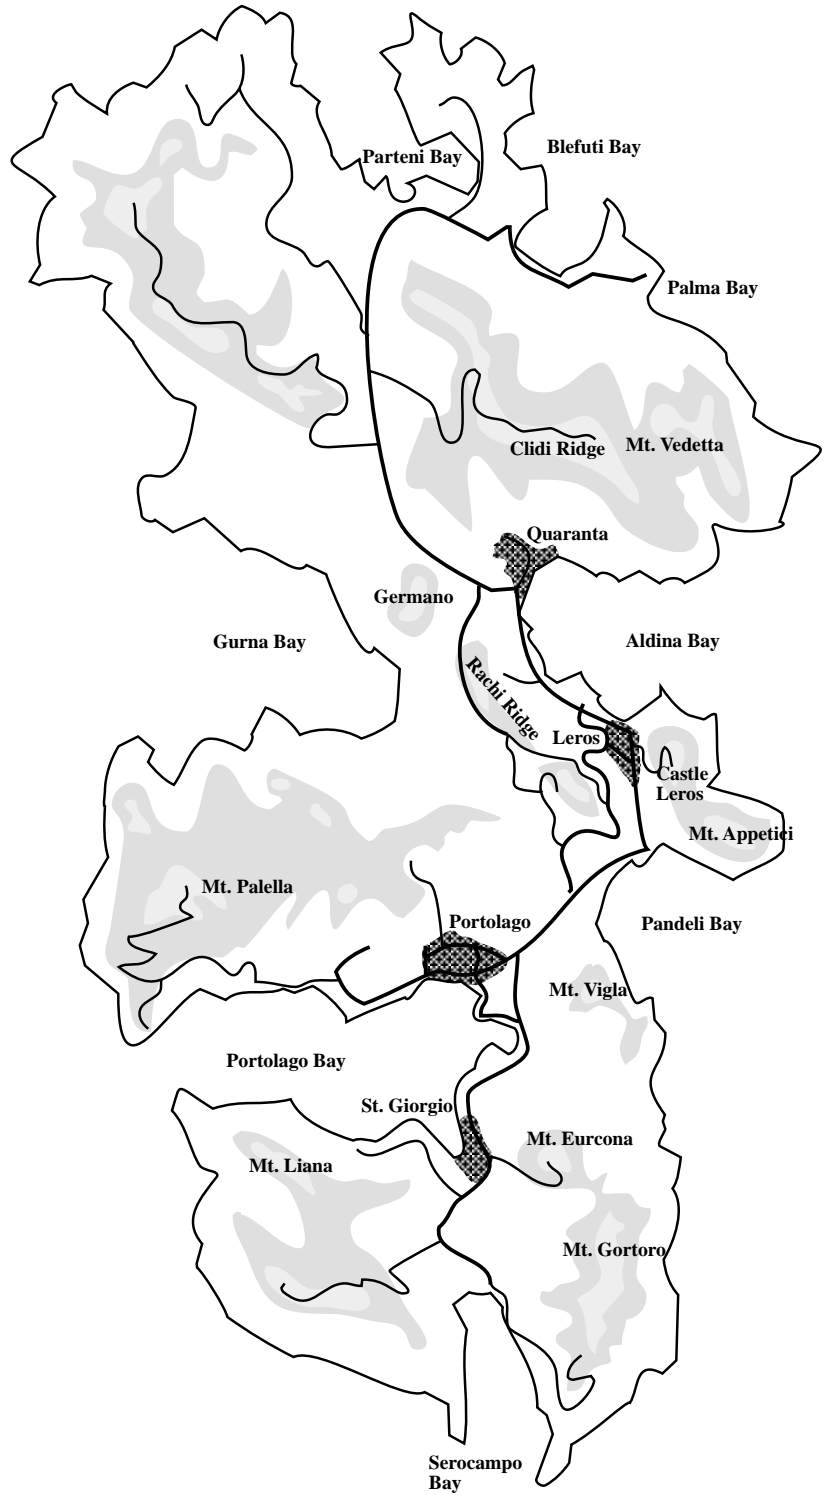 Parteni Bay
Blefuti Bay
Palma Bay
Clidi Ridge
Mt. Vedetta
Quaranta
Germano
Gurna Bay
Aldina Bay
Rachi Ridge
Leros
Castle
Leros
Mt. Appetici
Mt. Palella
Portolago
Pandeli Bay
Mt. Vigla
Portolago Bay
St. Giorgio
Mt. Eurcona
Mt. Liana
Mt. Gortoro
Serocampo
Bay